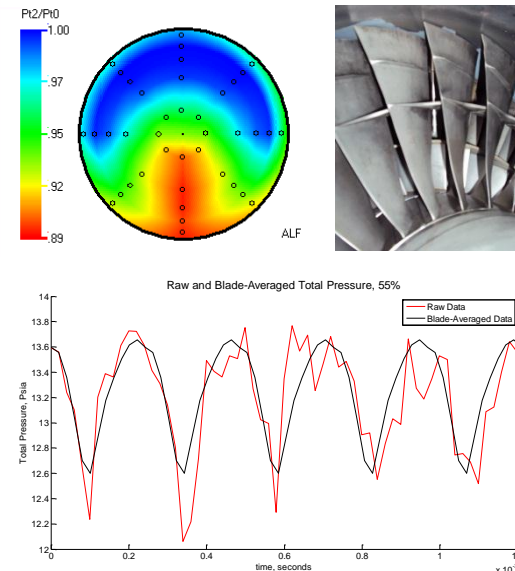 Pt2/Pt0
1.00
.97
.95
.92
.89
ALF
Raw and Blade-Averaged Total Pressure, 55%
Raw Data
Blade-Averaged Data
Total Pressure, Psia
14
13.8
13.6
13.4
13.2
13
12.8
12.6
12.4
12.2
12
0 0.2 0.4 0.6 0.8 1
time, seconds